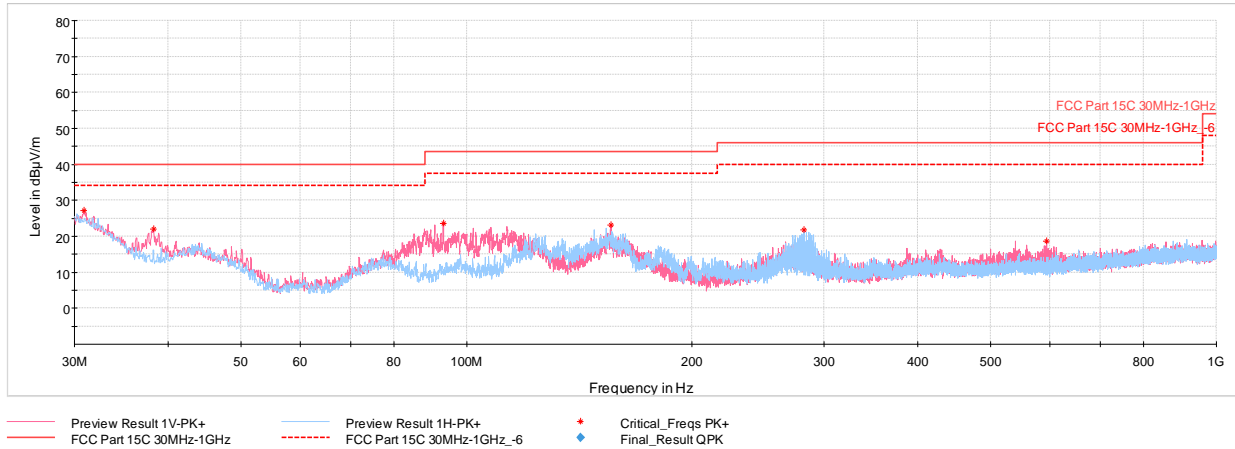 80
70
60
FCC Part 15C 30MHz-1GHz
50
FCC Part 15C 30MHz-1GHz_-6
40
30
20
10
0
Level in dBµV/m
30M 50 60 80 100M 200 300 400 500 800 1G
Frequency in Hz
Preview Result 1V-PK+ Preview Result 1H-PK+ Critical_Freqs PK+
FCC Part 15C 30MHz-1GHz FCC Part 15C 30MHz-1GHz_-6 Final_Result QPK